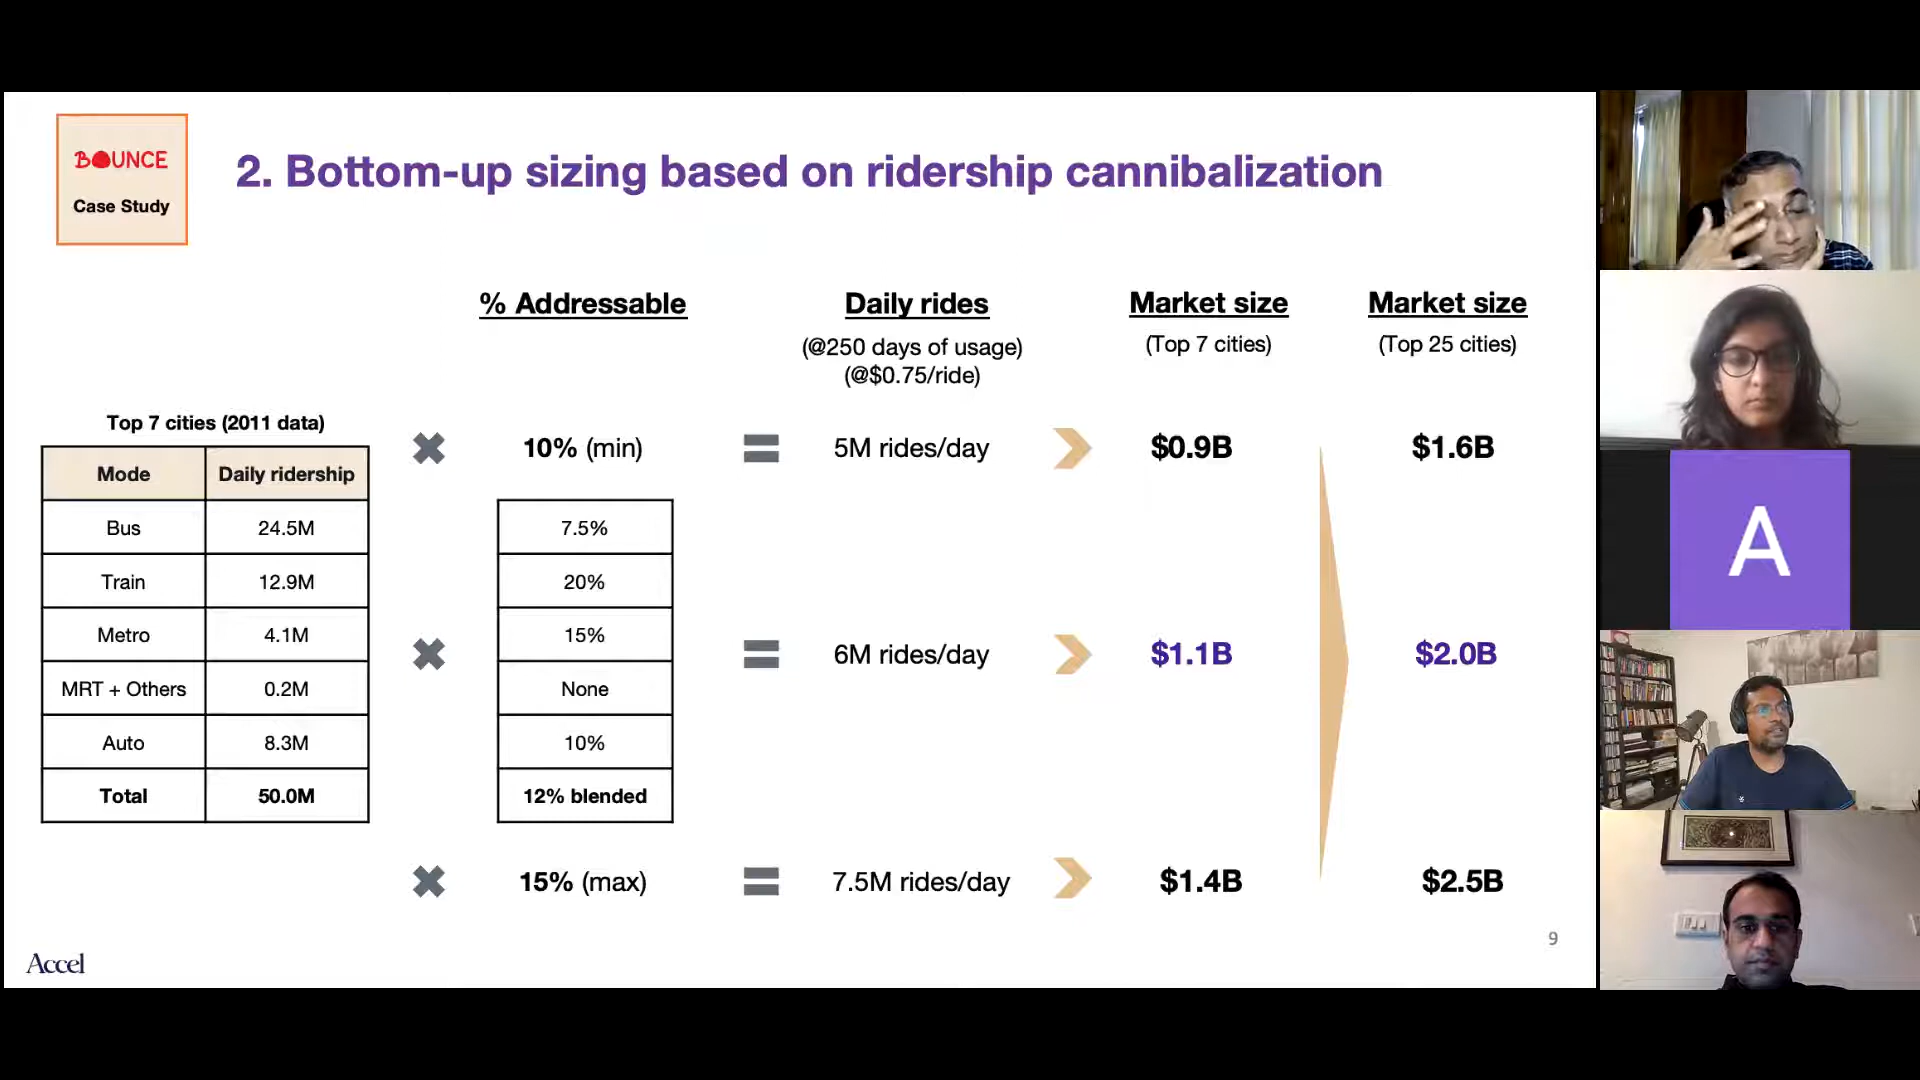 BOUNCE
Case Study
2. Bottom-up sizing based on ridership cannibalization
% Addressable
Daily rides
(@250 days of usage)
(@$0.75/ride)
Market size
(Top 7 cities)
Market size
(Top 25 cities)
Top 7 cities (2011 data)
Mode Daily ridership
Bus 24.5M
Train 12.9M
Metro 4.1M
MRT + Others 0.2M
Auto 8.3M
Total 50.0M
10% (min)
5M rides/day
$0.9B
$1.6B
7.5%
20%
15%
None
10%
12% blended
6M rides/day
$1.1B
$2.0B
15% (max)
7.5M rides/day
$1.4B
$2.5B
9
Accel
A